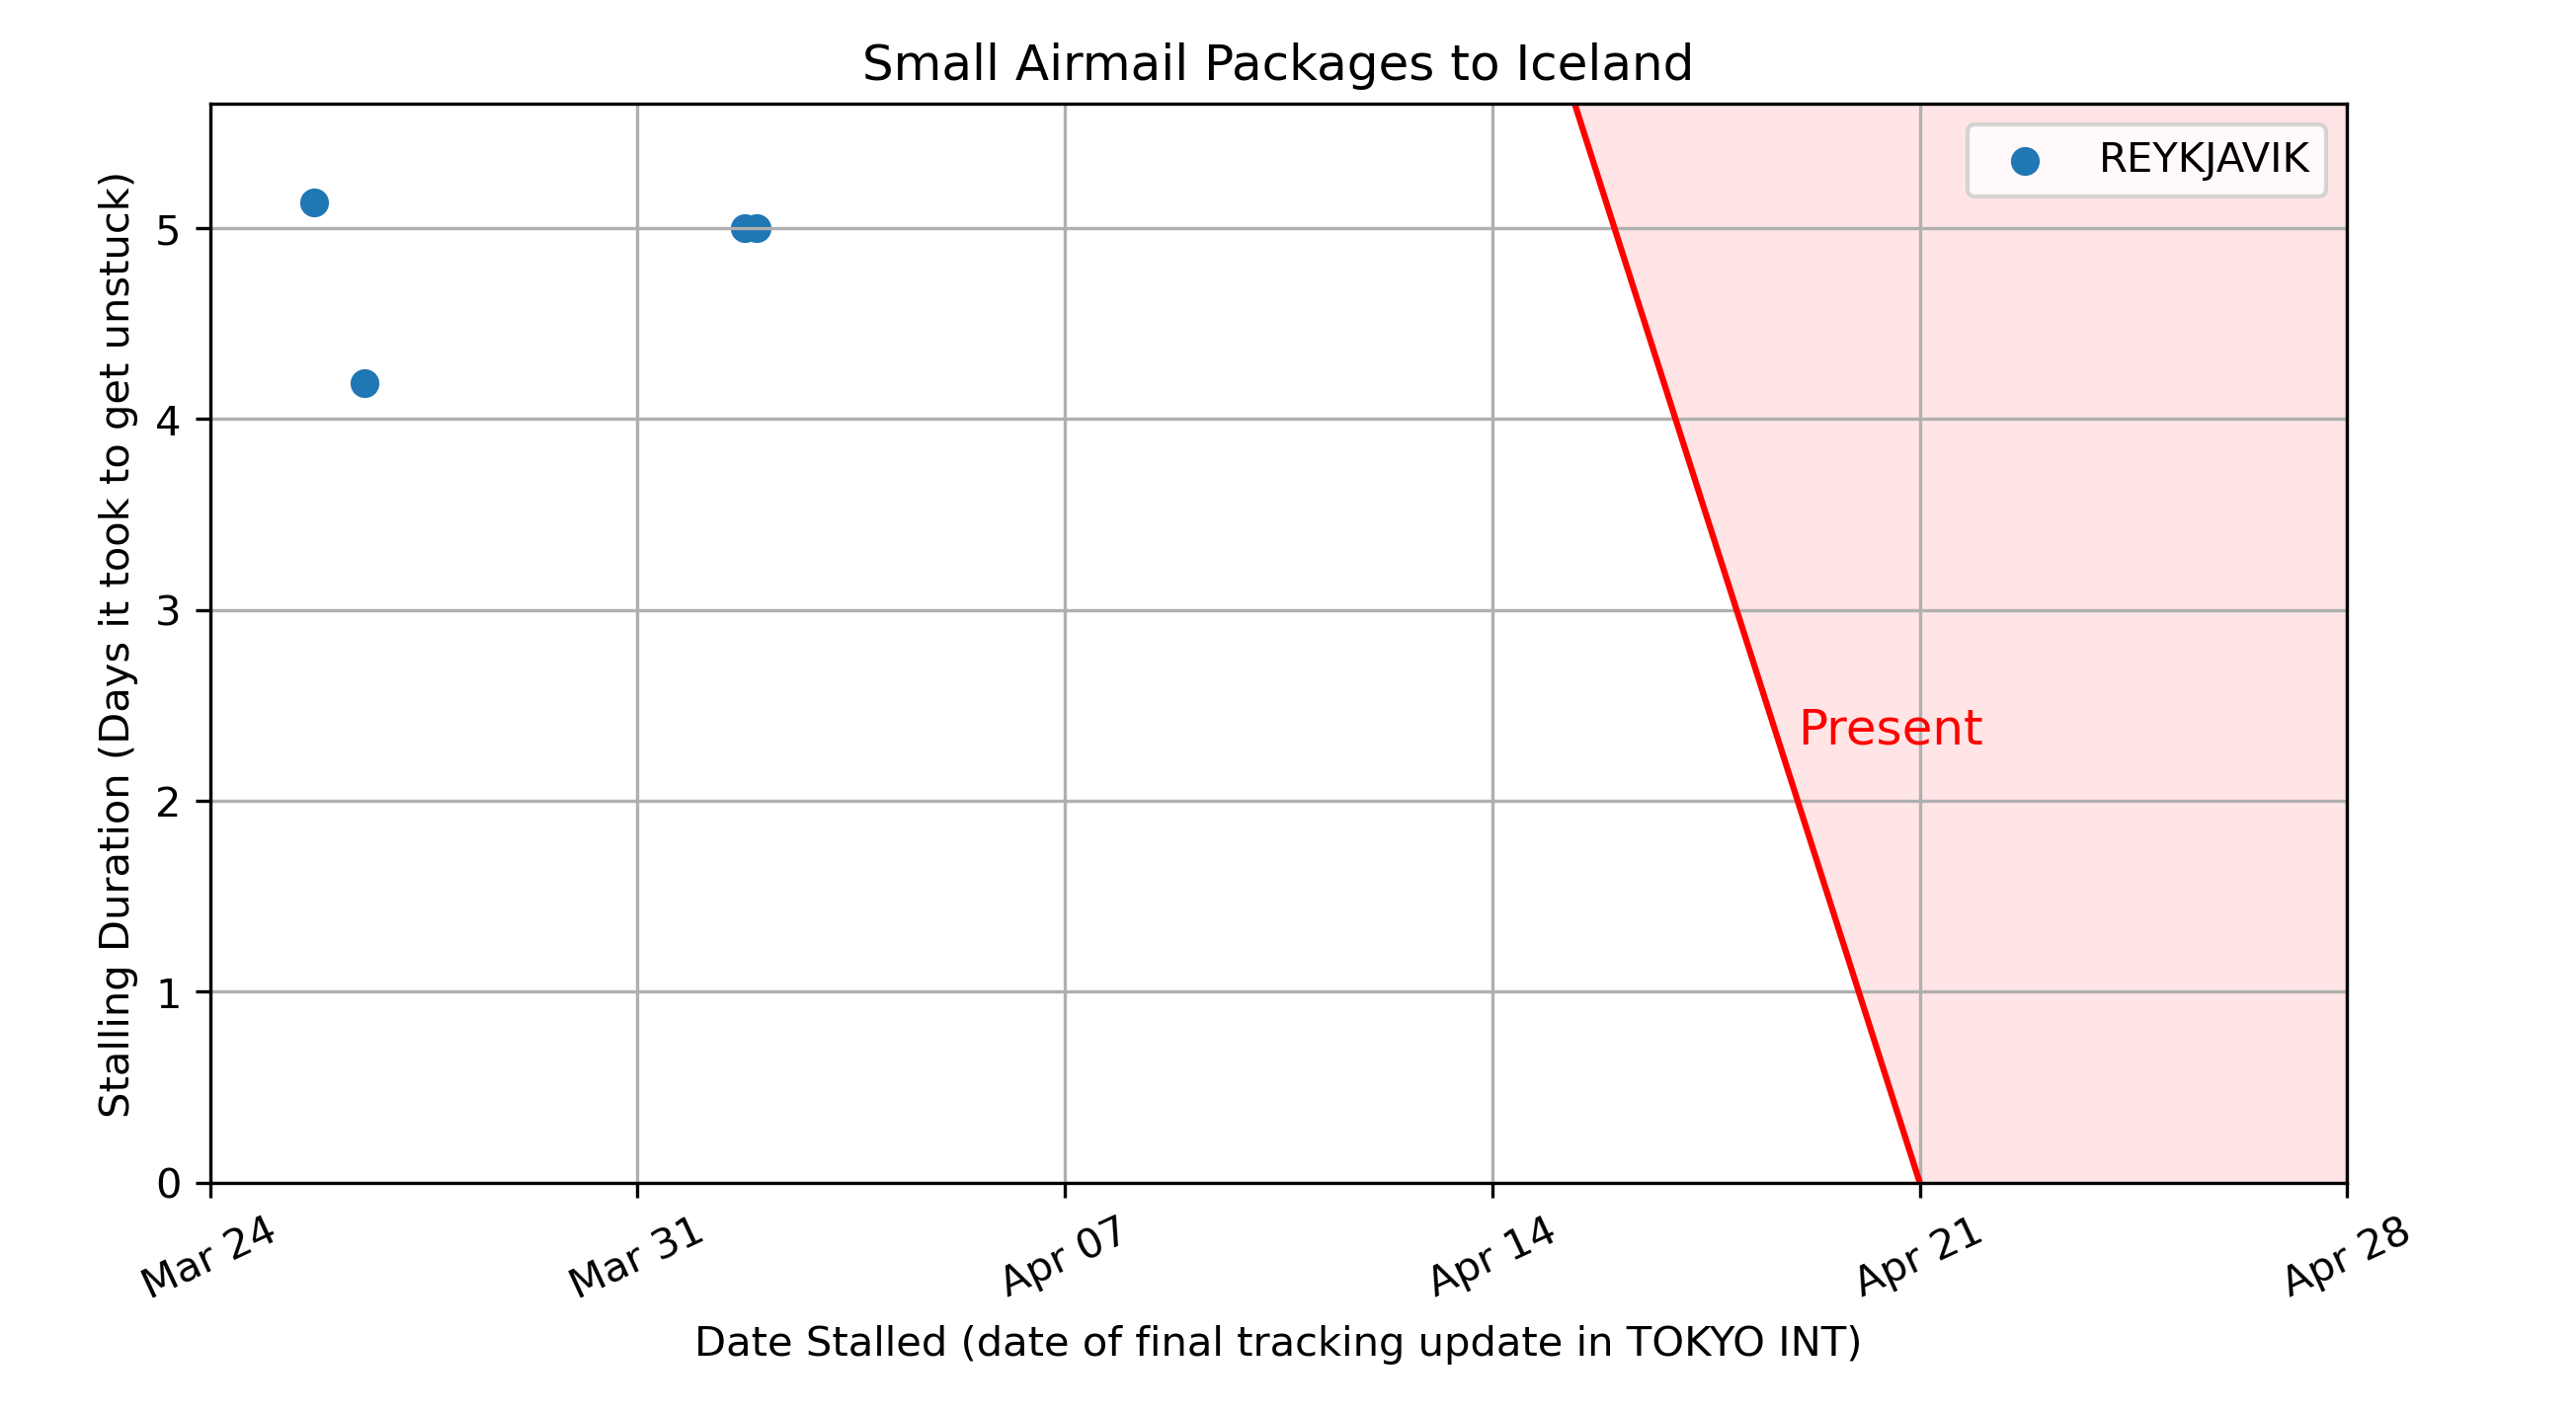 Small Airmail Packages to Iceland
REYKJAVIK
Stalling Duration (Days it took to get unstuck)
5
4
3
2
1
0
Present
Mar 24
Mar 31
Apr 07
Apr 14
Apr 21
Apr 28
Date Stalled (date of final tracking update in TOKYO INT)